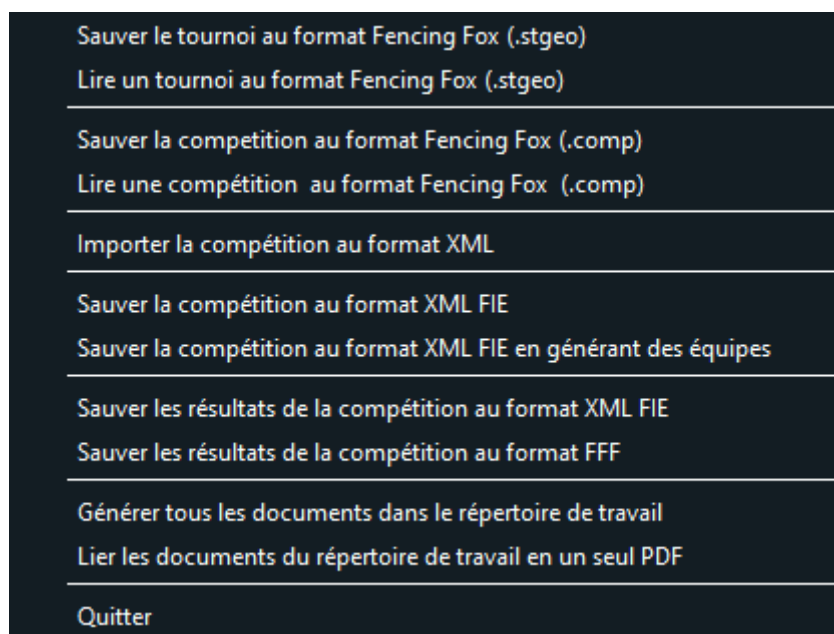 Sauver le tournoi au format Fencing Fox (.stgeo)
Lire un tournoi au format Fencing Fox (.stgeo)
Sauver la competition au format Fencing Fox (.comp)
Lire une compétition  au format Fencing Fox  (.comp)
Importer la compétition au format XML
Sauver la compétition au format XML FIE
Sauver la compétition au format XML FIE en générant des équipes
Sauver les résultats de la compétition au format XML FIE
Sauver les résultats de la compétition au format FFF
Générer tous les documents dans le répertoire de travail
Lier les documents du répertoire de travail en un seul PDF
Quitter